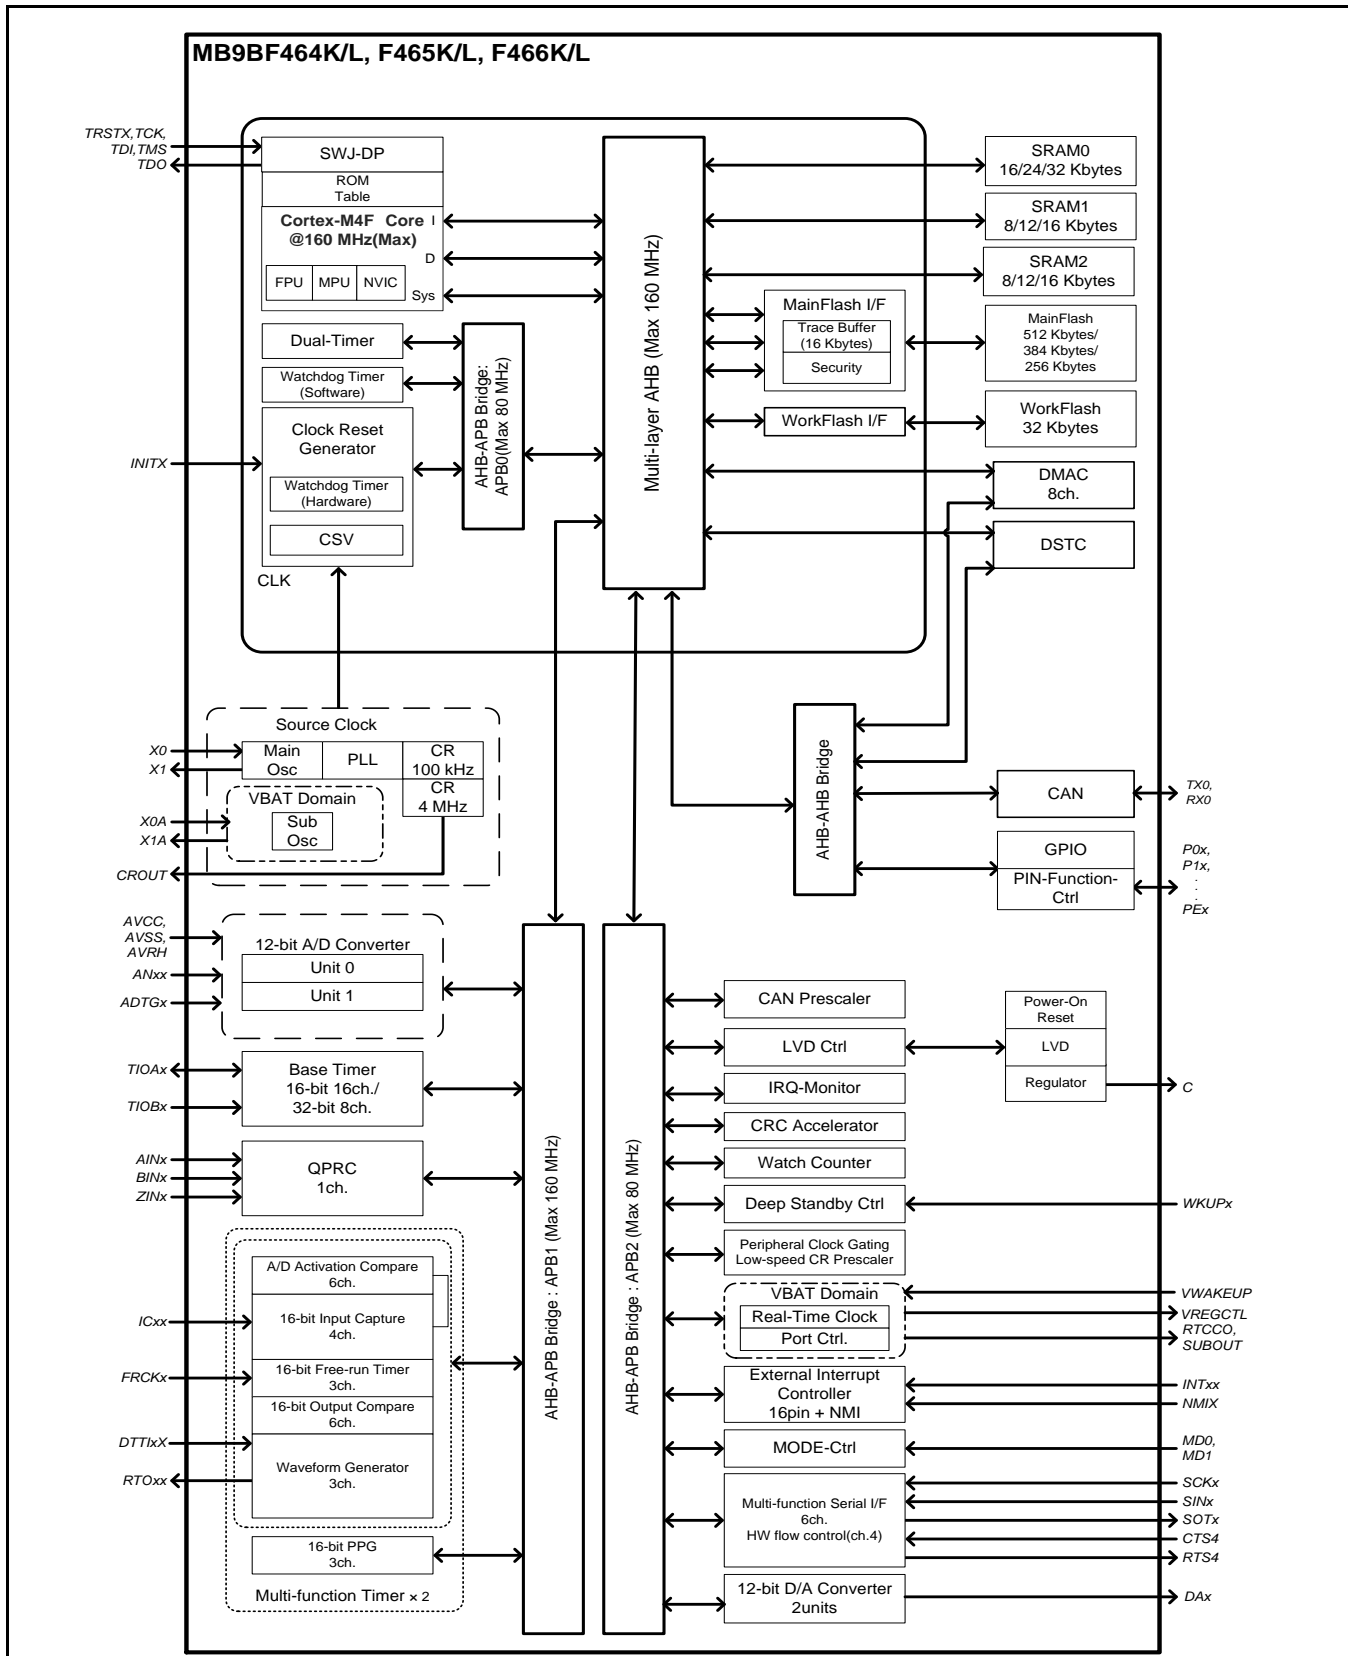 MB9BF464K/L, F465K/L, F466K/L
TRSTX,TCK,
TDI,TMS
TDO
SWJ-DP
ROM
Table
Cortex-M4F Core
@160 MHz(Max)
I
D
Sys
FPU
MPU
NVIC
Dual-Timer
Watchdog Timer
(Software)
Clock Reset
Generator
Watchdog Timer
(Hardware)
CSV
CLK
INITX
AHB-APB Bridge:
APB0(Max 80 MHz)
Multi-layer AHB (Max 160 MHz)
MainFlash I/F
Trace Buffer
(16 Kbytes)
Security
WorkFlash I/F
SRAM0
16/24/32 Kbytes
SRAM1
8/12/16 Kbytes
SRAM2
8/12/16 Kbytes
MainFlash
512 Kbytes/
384 Kbytes/
256 Kbytes
WorkFlash
32 Kbytes
DMAC
8ch.
DSTC
Source Clock
X0
X1
Main
Osc
PLL
CR
100 kHz
CR
4 MHz
VBAT Domain
Sub
Osc
X0A
X1A
CROUT
AHB-AHB Bridge
CAN
TX0,
RX0
GPIO
PIN-Function-
Ctrl
P0x,
P1x,
.
.
PEx
AVCC,
AVSS,
AVRH
ANxx
ADTGx
12-bit A/D Converter
Unit 0
Unit 1
TIOAx
TIOBx
Base Timer
16-bit 16ch./
32-bit 8ch.
AINx
BINx
ZINx
QPRC
1ch.
A/D Activation Compare
6ch.
ICxx
16-bit Input Capture
4ch.
FRCKx
16-bit Free-run Timer
3ch.
16-bit Output Compare
6ch.
DTTIxX
RTOxx
Waveform Generator
3ch.
16-bit PPG
3ch.
Multi-function Timer × 2
AHB-APB Bridge : APB1 (Max 160 MHz)
AHB-APB Bridge : APB2 (Max 80 MHz)
CAN Prescaler
LVD Ctrl
Power-On
Reset
LVD
Regulator
C
IRQ-Monitor
CRC Accelerator
Watch Counter
Deep Standby Ctrl
WKUPx
Peripheral Clock Gating
Low-speed CR Prescaler
VBAT Domain
Real-Time Clock
Port Ctrl.
VWAKEUP
VREGCTL
RTCCO,
SUBOUT
External Interrupt
Controller
16pin + NMI
INTxx
NMIX
MODE-Ctrl
MD0,
MD1
Multi-function Serial I/F
6ch.
HW flow control(ch.4)
SCKx
SINx
SOTx
CTS4
RTS4
12-bit D/A Converter
2units
DAx